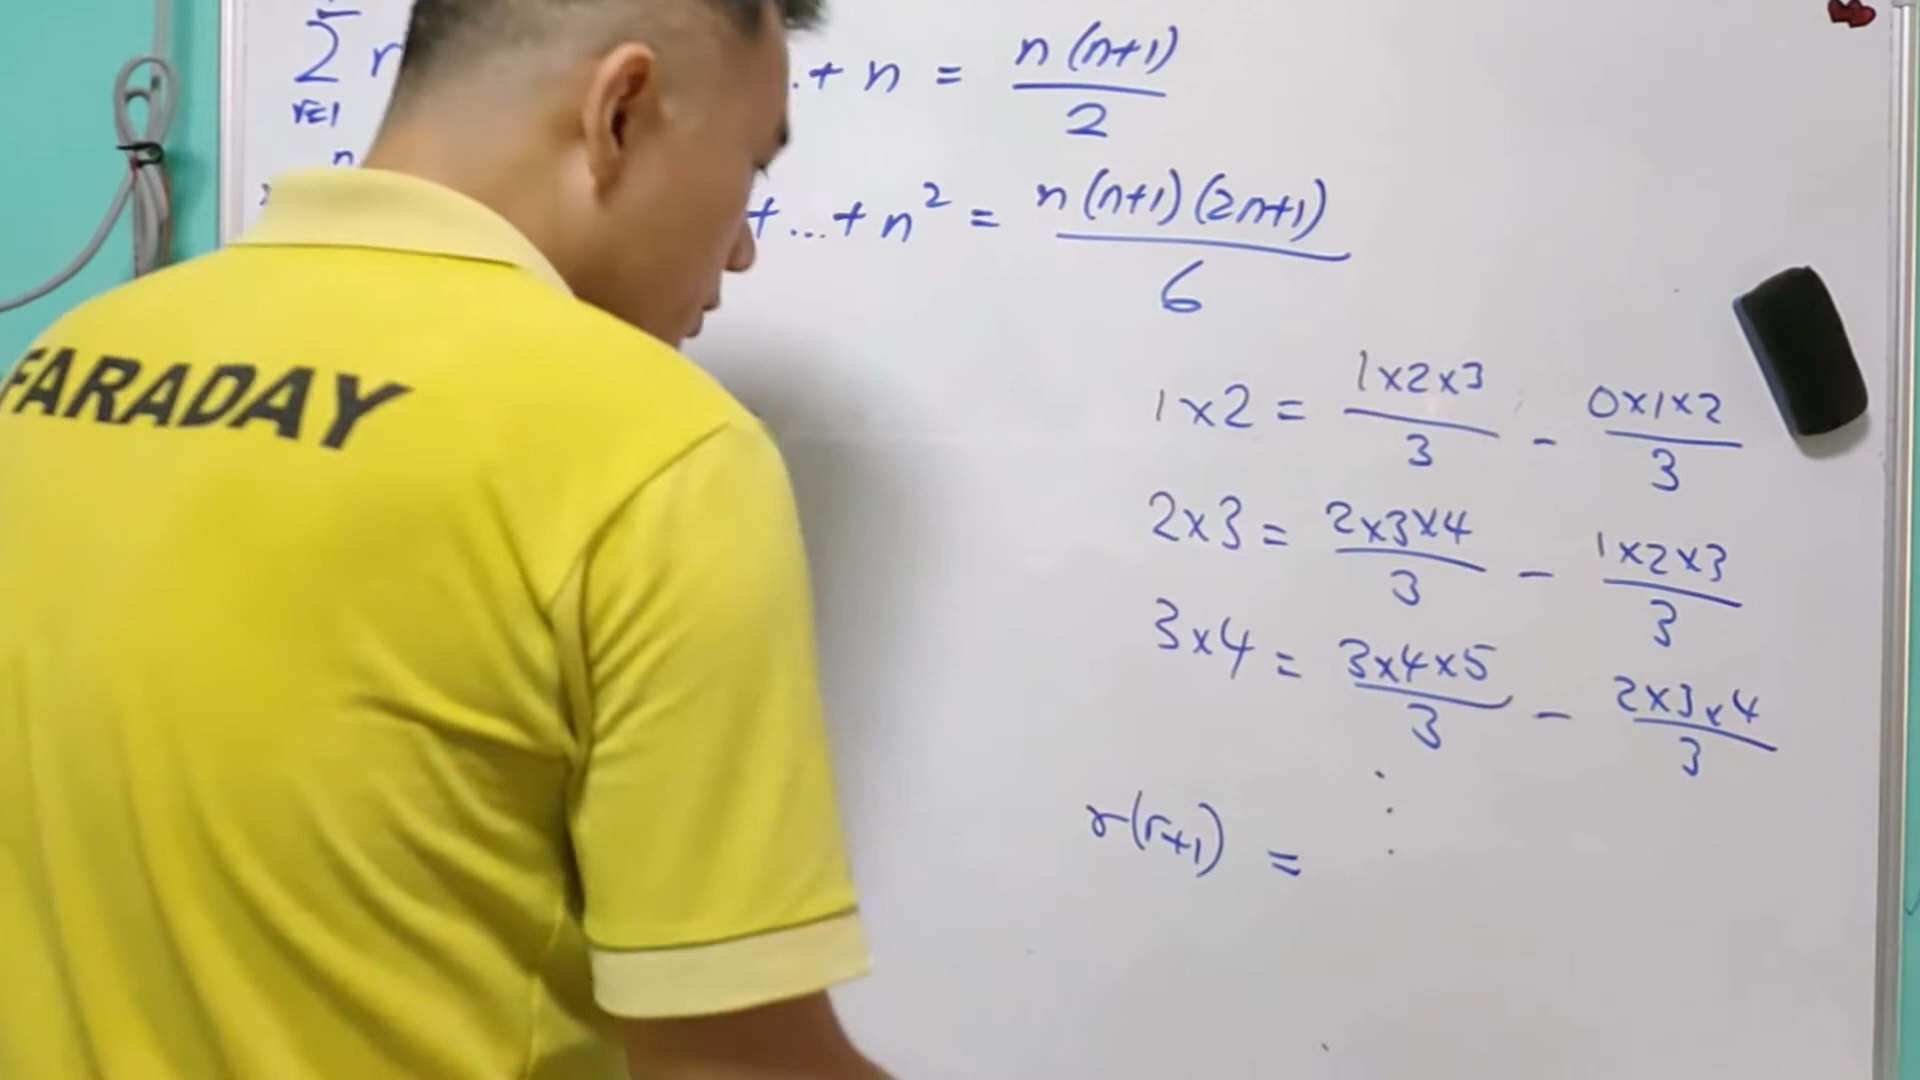 ∑ r ... + n = n(n+1)/2
r=1
n
+ ... + n² = n(n+1)(2n+1)/6
FARADAY
1×2 = 1×2×3/3 - 0×1×2/3
2×3 = 2×3×4/3 - 1×2×3/3
3×4 = 3×4×5/3 - 2×3×4/3
⋮
r(r+1) =